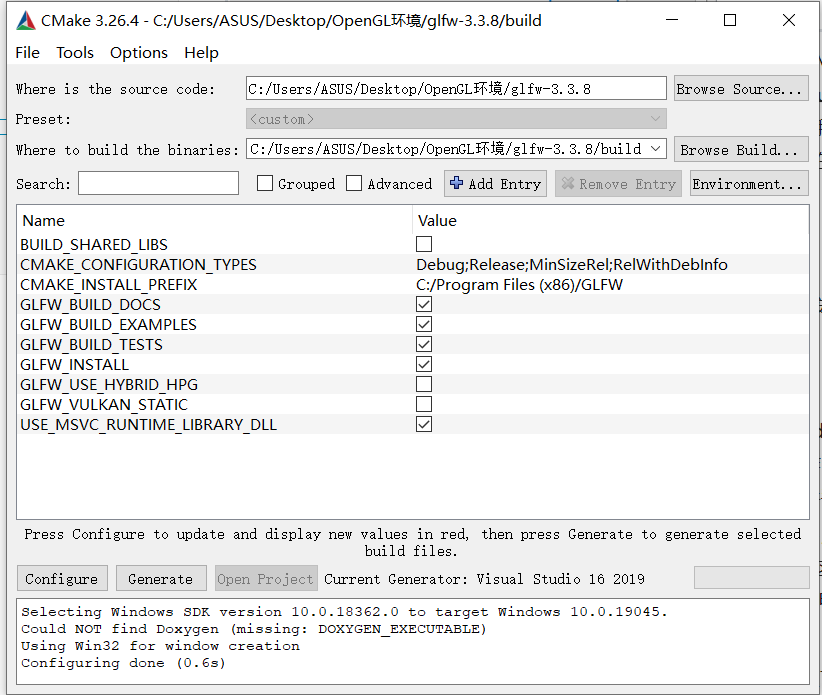 CMake 3.26.4 - C:/Users/ASUS/Desktop/OpenGL环境/glfw-3.3.8/build
File Tools Options Help
Where is the source code: C:/Users/ASUS/Desktop/OpenGL环境/glfw-3.3.8 Browse Source...
Preset: <custom>
Where to build the binaries: C:/Users/ASUS/Desktop/OpenGL环境/glfw-3.3.8/build Browse Build...
Search: Grouped Advanced Add Entry Remove Entry Environment...
Name Value
BUILD_SHARED_LIBS
CMAKE_CONFIGURATION_TYPES Debug;Release;MinSizeRel;RelWithDebInfo
CMAKE_INSTALL_PREFIX C:/Program Files (x86)/GLFW
GLFW_BUILD_DOCS
GLFW_BUILD_EXAMPLES
GLFW_BUILD_TESTS
GLFW_INSTALL
GLFW_USE_HYBRID_HPG
GLFW_VULKAN_STATIC
USE_MSVC_RUNTIME_LIBRARY_DLL
Press Configure to update and display new values in red, then press Generate to generate selected
build files.
Configure Generate Open Project Current Generator: Visual Studio 16 2019
Selecting Windows SDK version 10.0.18362.0 to target Windows 10.0.19045.
Could NOT find Doxygen (missing: DOXYGEN_EXECUTABLE)
Using Win32 for window creation
Configuring done (0.6s)